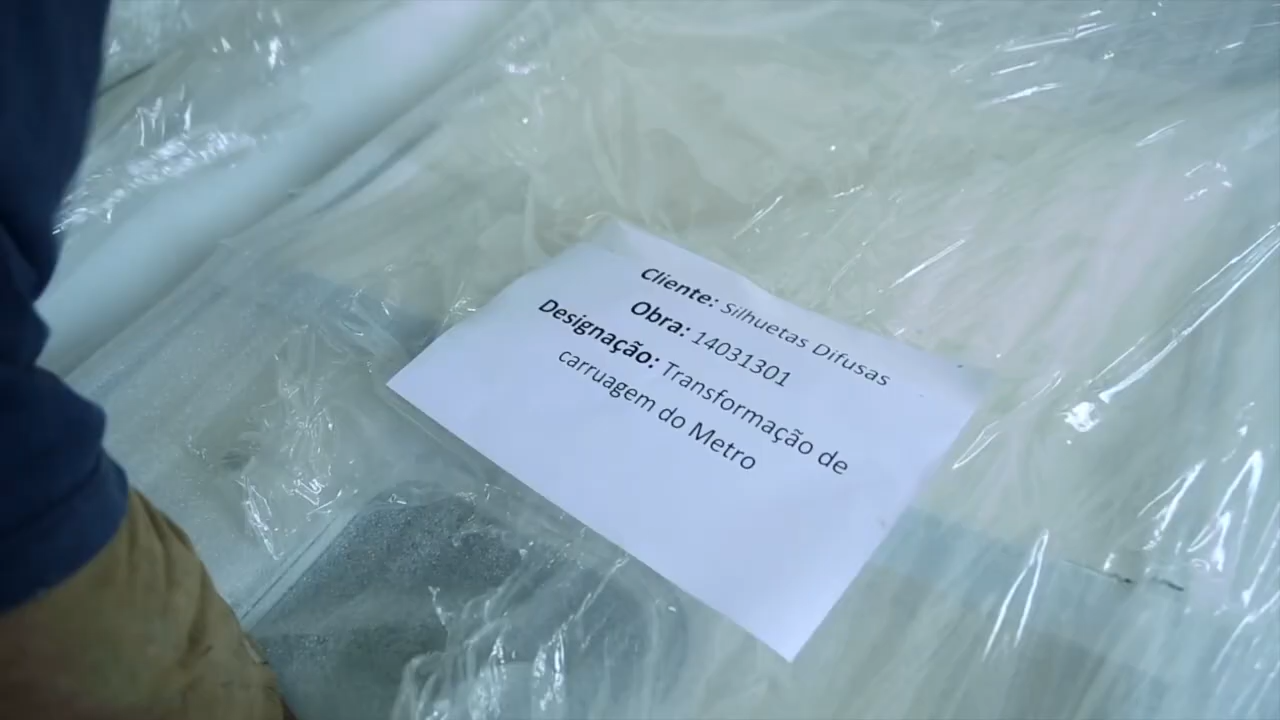 Cliente: Silhuetas Difusas
Obra: 14031301
Designação: Transformação de
carruagem do Metro